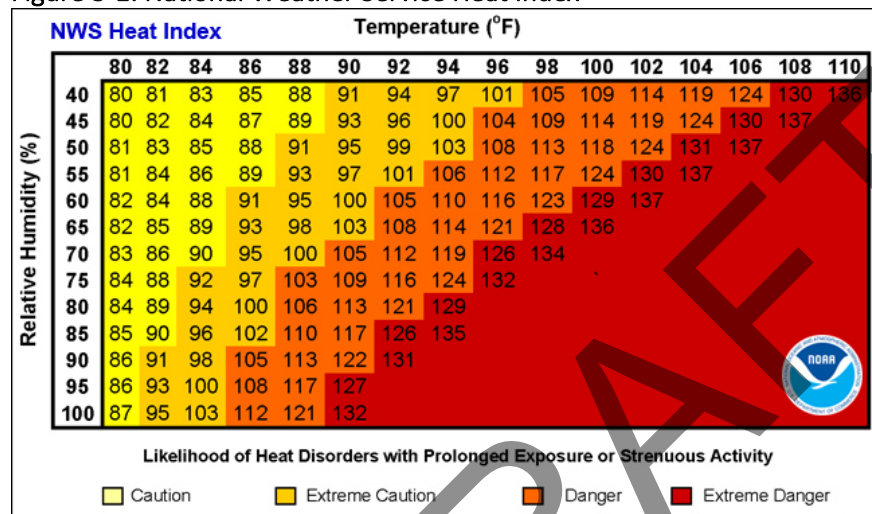 Figure 3-2: National Weather Service Heat Index
NWS Heat Index Temperature (°F)
80 82 84 86 88 90 92 94 96 98 100 102 104 106 108 110
Relative Humidity (%)
40 80 81 83 85 88 91 94 97 101 105 109 114 119 124 130 136
45 80 82 84 87 89 93 96 100 104 109 114 119 124 130 137
50 81 83 85 88 91 95 99 103 108 113 118 124 131 137
55 81 84 86 89 93 97 101 106 112 117 124 130 137
60 82 84 88 91 95 100 105 110 116 123 129 137
65 82 85 89 93 98 103 108 114 121 128 136
70 83 86 90 95 100 105 112 119 126 134
75 84 88 92 97 103 109 116 124 132
80 84 89 94 100 106 113 121 129
85 85 90 96 102 110 117 126 135
90 86 91 98 105 113 122 131
95 86 93 100 108 117 127
100 87 95 103 112 121 132
NOAA
DRAFT
Likelihood of Heat Disorders with Prolonged Exposure or Strenuous Activity
Caution Extreme Caution Danger Extreme Danger